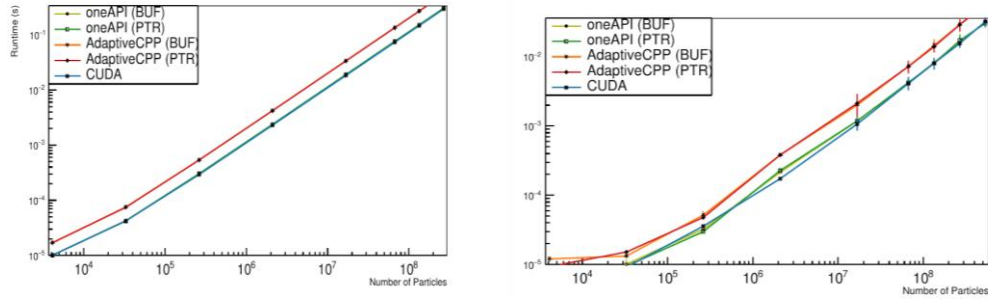 Runtime (s)
oneAPI (BUF)
oneAPI (PTR)
AdaptiveCPP (BUF)
AdaptiveCPP (PTR)
CUDA
10⁻¹
10⁻²
10⁻³
10⁻⁴
10⁻⁵
10⁴ 10⁵ 10⁶ 10⁷ 10⁸
Number of Particles
oneAPI (BUF)
oneAPI (PTR)
AdaptiveCPP (BUF)
AdaptiveCPP (PTR)
CUDA
10⁻²
10⁻³
10⁻⁴
10⁻⁵
10⁴ 10⁵ 10⁶ 10⁷ 10⁸
Number of Particles